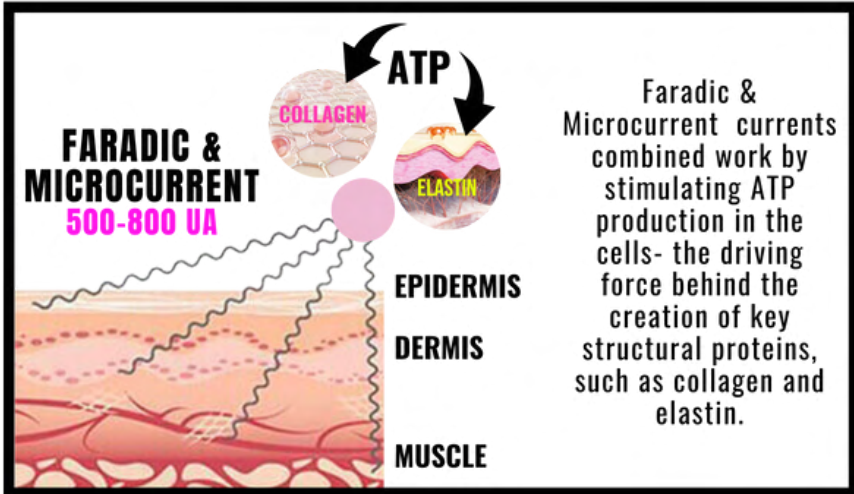 ATP
COLLAGEN
ELASTIN
FARADIC &
MICROCURRENT
500-800 UA
EPIDERMIS
DERMIS
MUSCLE
Faradic &
Microcurrent currents
combined work by
stimulating ATP
production in the
cells- the driving
force behind the
creation of key
structural proteins,
such as collagen and
elastin.